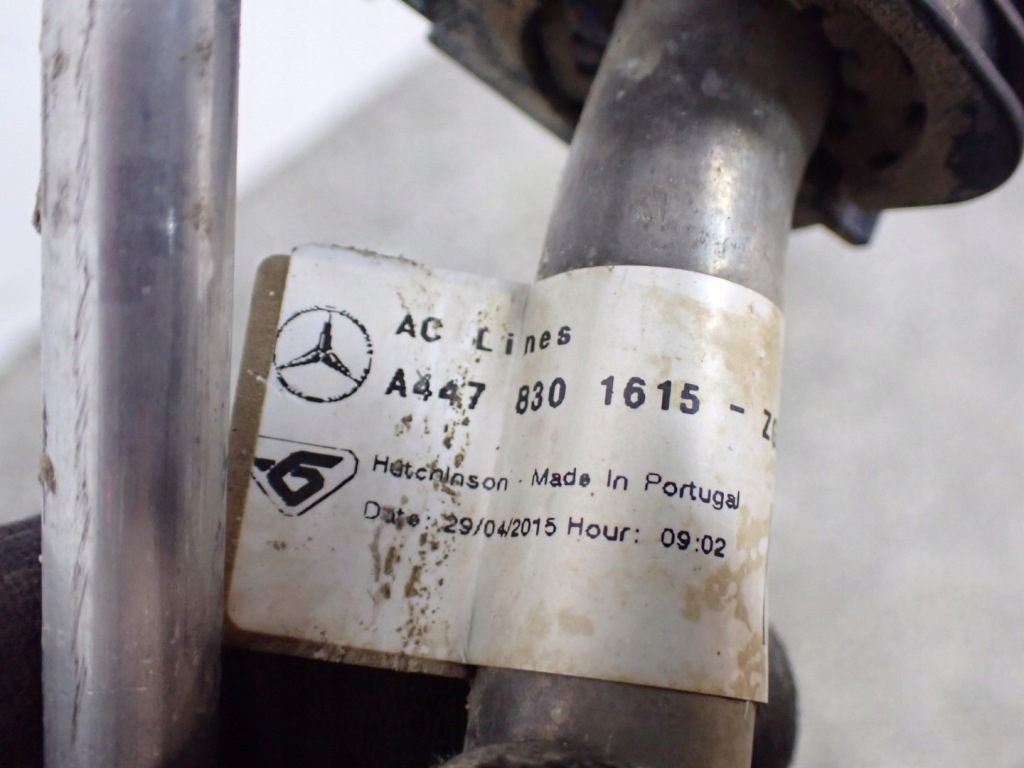 AC Lines
A447 830 1615 -
Hutchinson - Made In Portugal
Date: 29/04/2015 Hour: 09:02